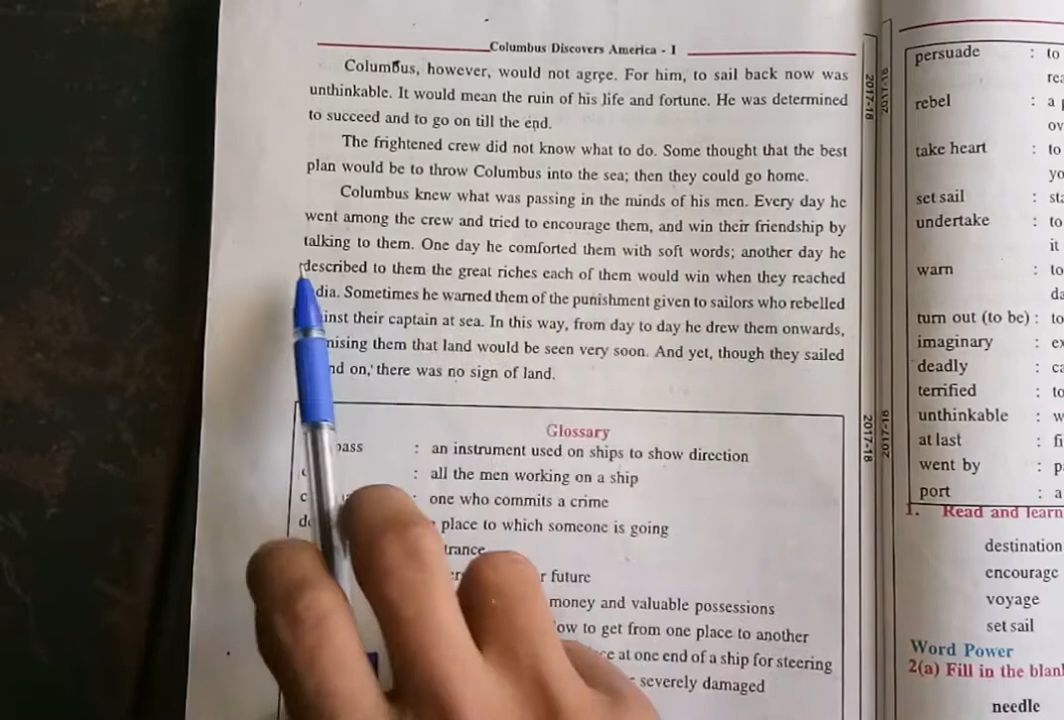 Columbus Discovers America - I
Columbus, however, would not agree. For him, to sail back now was
unthinkable. It would mean the ruin of his life and fortune. He was determined
to succeed and to go on till the end.
The frightened crew did not know what to do. Some thought that the best
plan would be to throw Columbus into the sea; then they could go home.
Columbus knew what was passing in the minds of his men. Every day he
went among the crew and tried to encourage them, and win their friendship by
talking to them. One day he comforted them with soft words; another day he
described to them the great riches each of them would win when they reached
dia. Sometimes he warned them of the punishment given to sailors who rebelled
inst their captain at sea. In this way, from day to day he drew them onwards,
mising them that land would be seen very soon. And yet, though they sailed
nd on, there was no sign of land.
Glossary
pass : an instrument used on ships to show direction
: all the men working on a ship
: one who commits a crime
place to which someone is going
trance
r future
money and valuable possessions
ow to get from one place to another
ce at one end of a ship for steering
severely damaged
2017-18
2017-18
2017-18
2017-18
persuade : to
rebel : a
take heart : to
set sail : sta
undertake : to
it
warn : to
da
turn out (to be) : to
imaginary : ex
deadly : ca
terrified : to
unthinkable : w
at last : fi
went by : p
port : a
1. Read and learn
destination
encourage
voyage
set sail
Word Power
2(a) Fill in the blan
needle